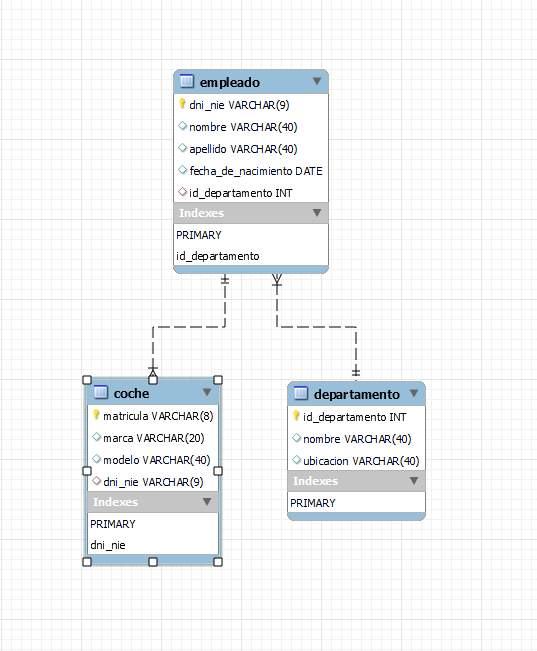 empleado
dni_nie VARCHAR(9)
nombre VARCHAR(40)
apellido VARCHAR(40)
fecha_de_nacimiento DATE
id_departamento INT
Indexes
PRIMARY
id_departamento
coche
matricula VARCHAR(8)
marca VARCHAR(20)
modelo VARCHAR(40)
dni_nie VARCHAR(9)
Indexes
PRIMARY
dni_nie
departamento
id_departamento INT
nombre VARCHAR(40)
ubicacion VARCHAR(40)
Indexes
PRIMARY